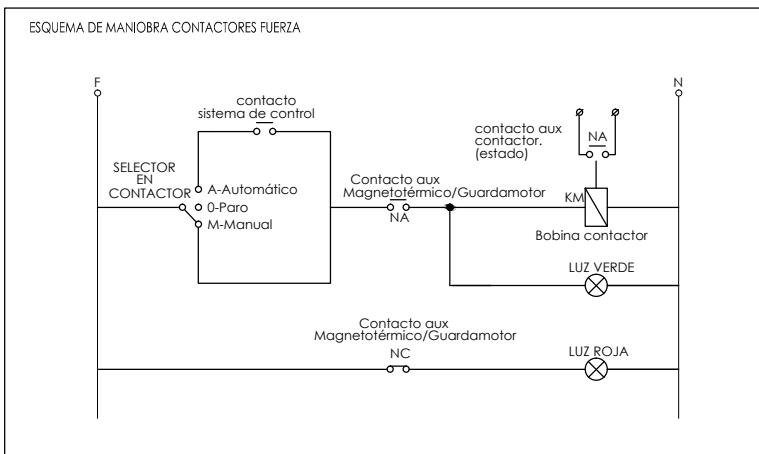 ESQUEMA DE MANIOBRA CONTACTORES FUERZA
F
N
contacto
sistema de control
contacto aux
contactor.
(estado)
NA
SELECTOR
EN
CONTACTOR
A-Automático
0-Paro
M-Manual
Contacto aux
Magnetotérmico/Guardamotor
NA
KM
Bobina contactor
LUZ VERDE
Contacto aux
Magnetotérmico/Guardamotor
NC
LUZ ROJA